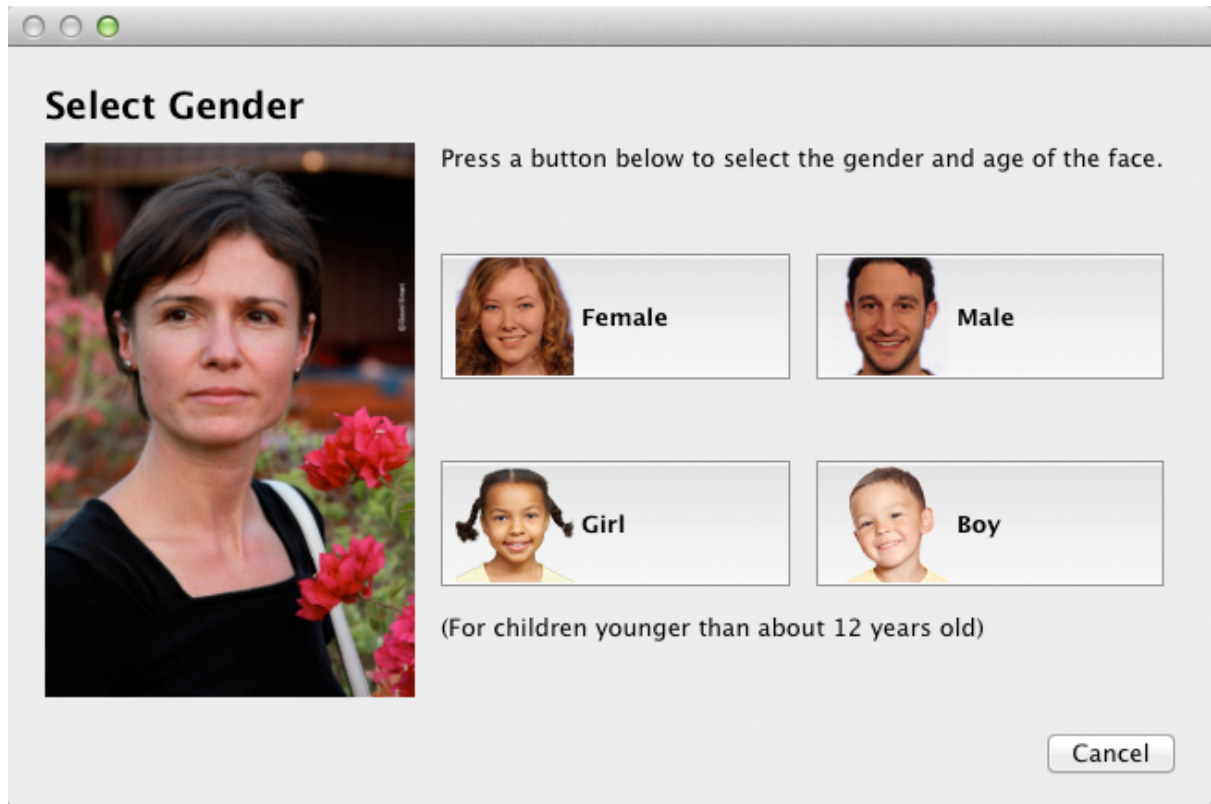 Select Gender
Press a button below to select the gender and age of the face.
Female
Male
Girl
Boy
(For children younger than about 12 years old)
Cancel